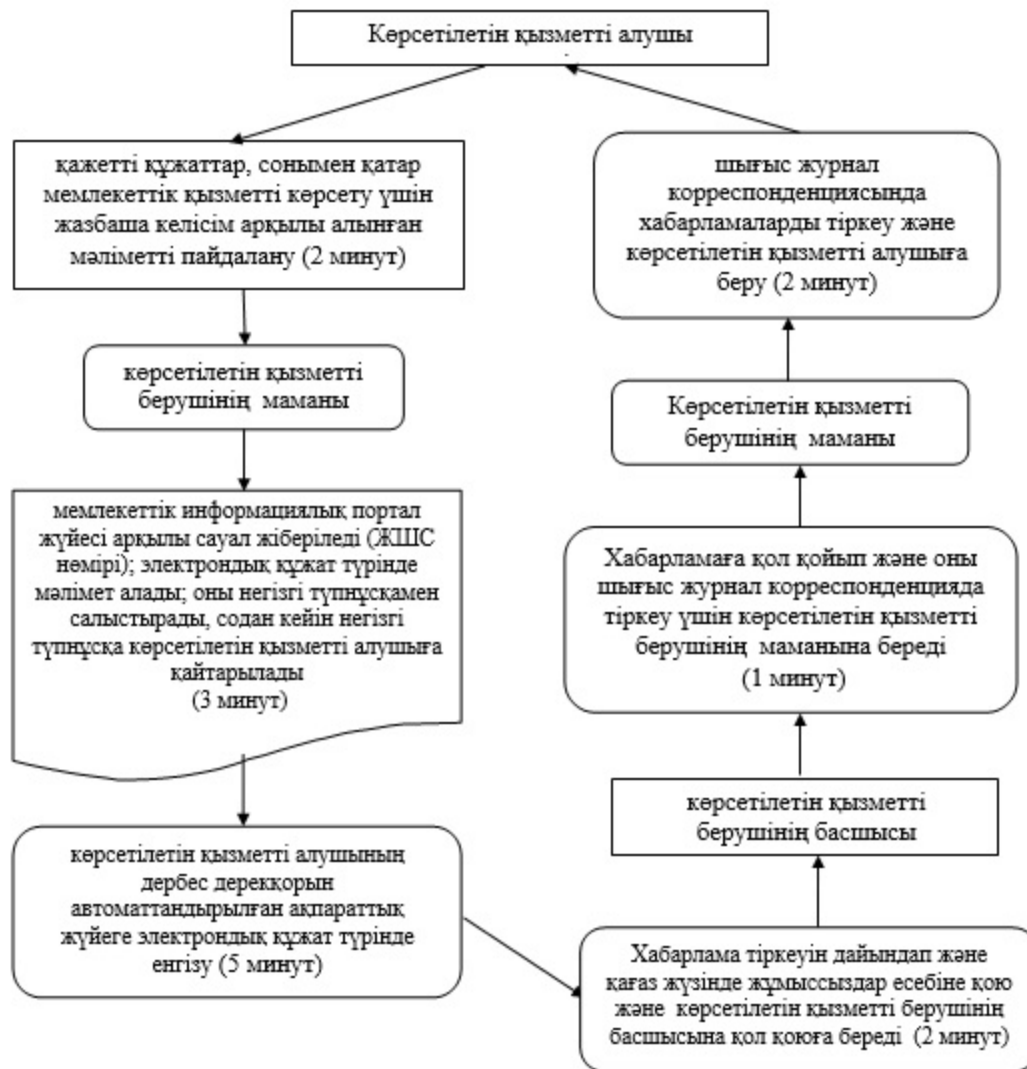 Көрсетілетін қызметті алушы
қажетті құжаттар, сонымен қатар
мемлекеттік қызметті көрсету үшін
жазбаша келісім арқылы алынған
мәліметті пайдалану (2 минут)
көрсетілетін қызметті
берушінің маманы
мемлекеттік информациялық портал
жүйесі арқылы сауал жіберіледі (ЖШС
нөмірі); электрондық құжат түрінде
мәлімет алады; оны негізгі түпнұсқамен
салыстырады, содан кейін негізгі
түпнұсқа көрсетілетін қызметті алушыға
қайтарылады
(3 минут)
көрсетілетін қызметті алушының
дербес дерекқорын
автоматтандырылған ақпараттық
жүйеге электрондық құжат түрінде
енгізу (5 минут)
Хабарлама тіркеуін дайындап және
қағаз жүзінде жұмыссыздар есебіне қою
және көрсетілетін қызметті берушінің
басшысына қол қоюға береді (2 минут)
көрсетілетін қызметті
берушінің басшысы
Хабарламаға қол қойып және оны
шығыс журнал корреспонденцияда
тіркеу үшін көрсетілетін қызметті
берушінің маманына береді
(1 минут)
Көрсетілетін қызметті
берушінің маманы
шығыс журнал
корреспонденциясында
хабарламаларды тіркеу және
көрсетілетін қызметті алушыға
беру (2 минут)